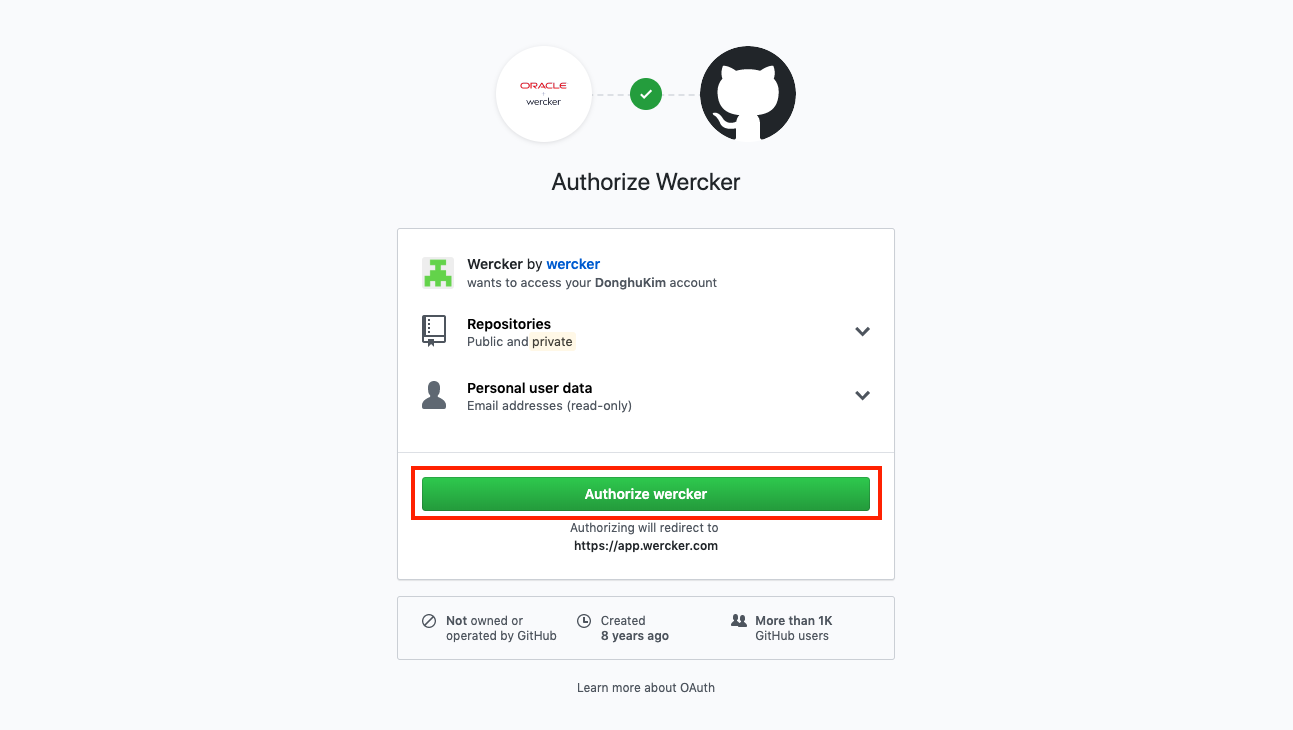 ORACLE
wercker
Authorize Wercker
Wercker by wercker
wants to access your DonghuKim account
Repositories
Public and private
Personal user data
Email addresses (read-only)
Authorize wercker
Authorizing will redirect to
https://app.wercker.com
Not owned or
operated by GitHub
Created
8 years ago
More than 1K
GitHub users
Learn more about OAuth